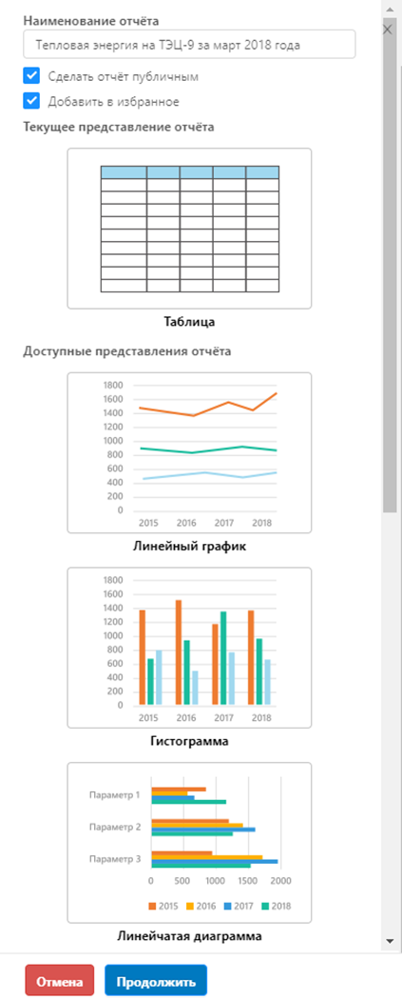 Наименование отчёта
X
Тепловая энергия на ТЭЦ-9 за март 2018 года
Сделать отчёт публичным
Добавить в избранное
Текущее представление отчёта
Таблица
Доступные представления отчёта
1800
1600
1400
1200
1000
800
600
400
200
0
2015 2016 2017 2018
Линейный график
1800
1600
1400
1200
1000
800
600
400
200
0
2015 2016 2017 2018
Гистограмма
Параметр 1
Параметр 2
Параметр 3
0 500 1000 1500 2000
2015 2016 2017 2018
Линейчатая диаграмма
Отмена Продолжить